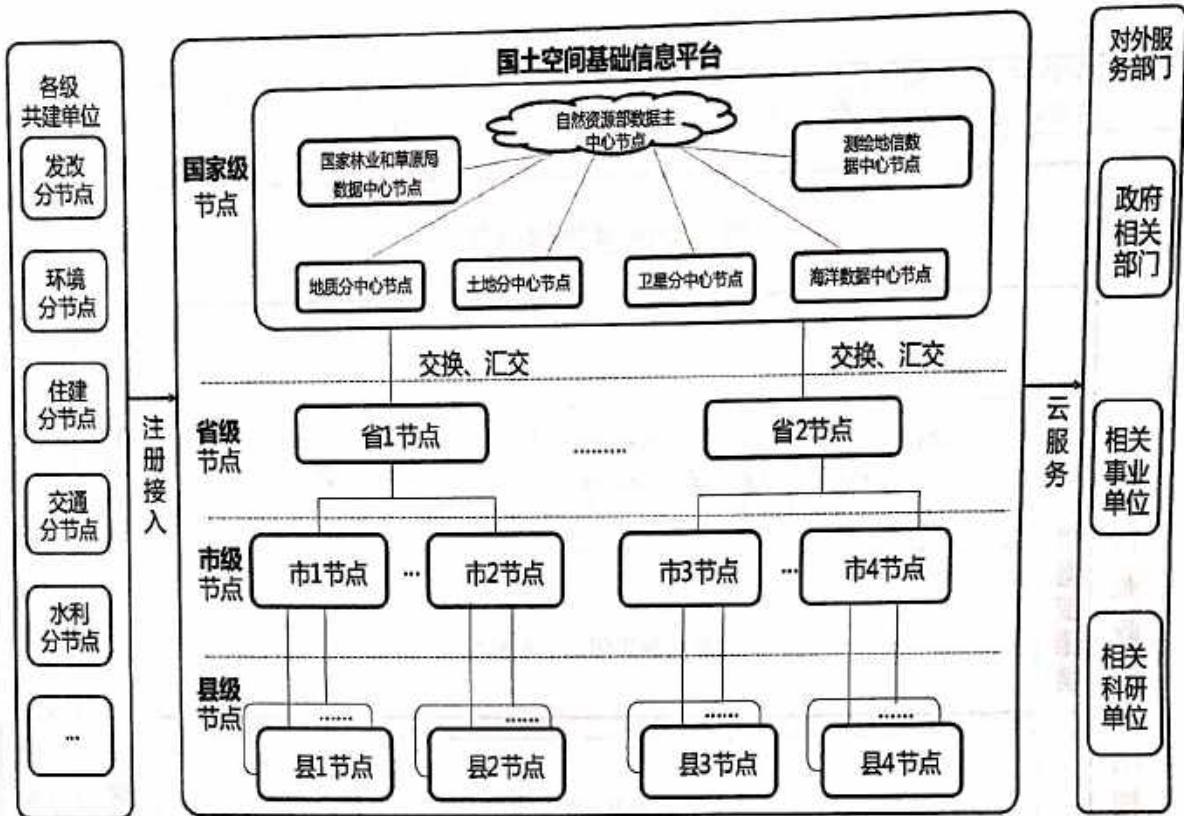 国土空间基础信息平台
各级
共建单位
发改
分节点
环境
分节点
住建
分节点
交通
分节点
水利
分节点
...
注册接入
国家级
节点
自然资源部数据主
中心节点
国家林业和草原局
数据中心节点
测绘地信数
据中心节点
地质分中心节点
土地分中心节点
卫星分中心节点
海洋数据中心节点
交换、汇交
交换、汇交
省级
节点
省1节点
.........
省2节点
市级
节点
市1节点
...
市2节点
市3节点
...
市4节点
县级
节点
......
县1节点
......
县2节点
......
县3节点
......
县4节点
云服务
对外服
务部门
政府
相关
部门
相关
事业
单位
相关
科研
单位